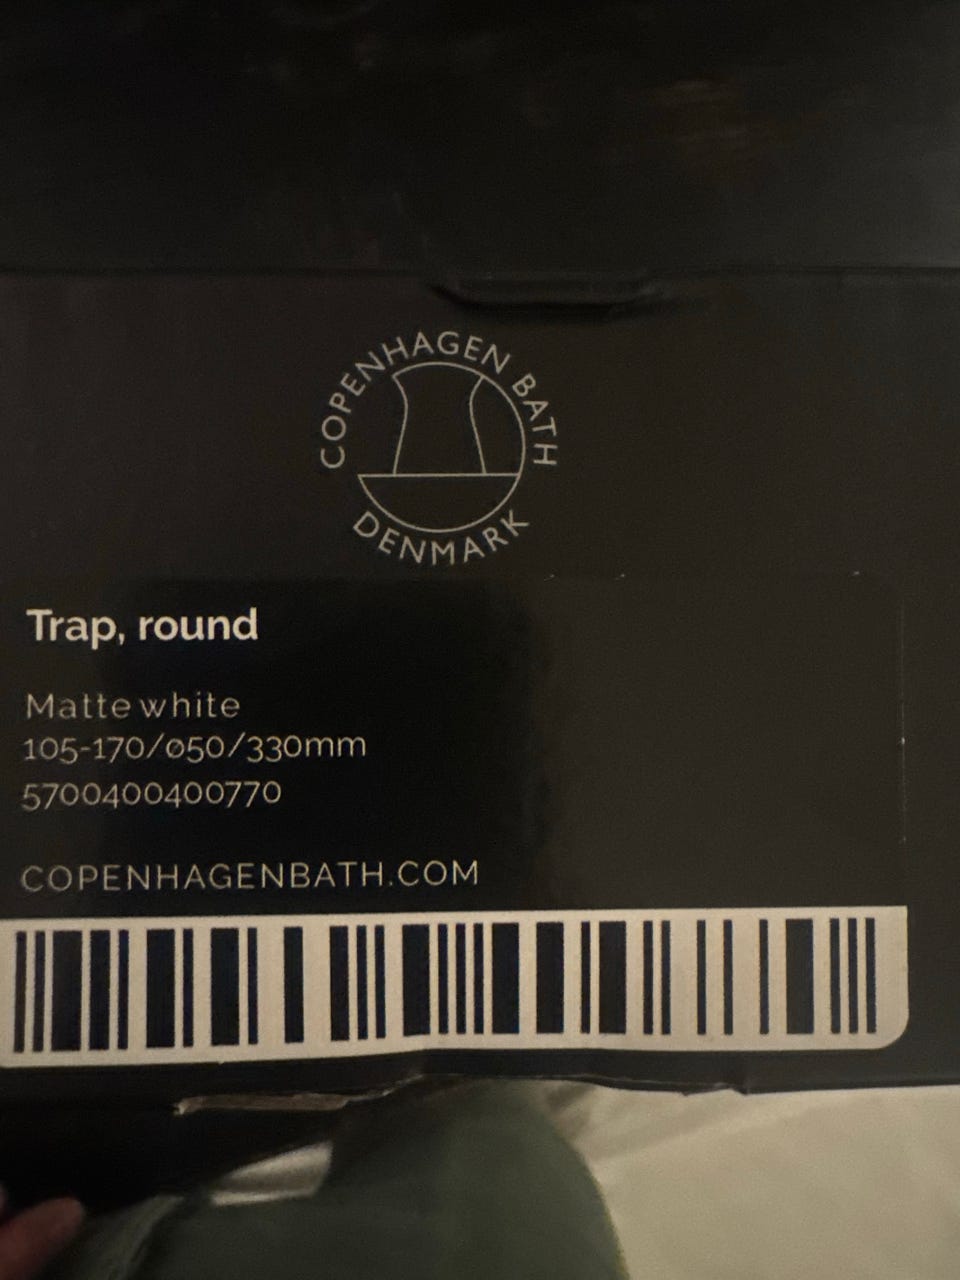 COPENHAGEN BATH
DENMARK
Trap, round
Matte white
105-170/ø50/330mm
5700400400770
COPENHAGENBATH.COM